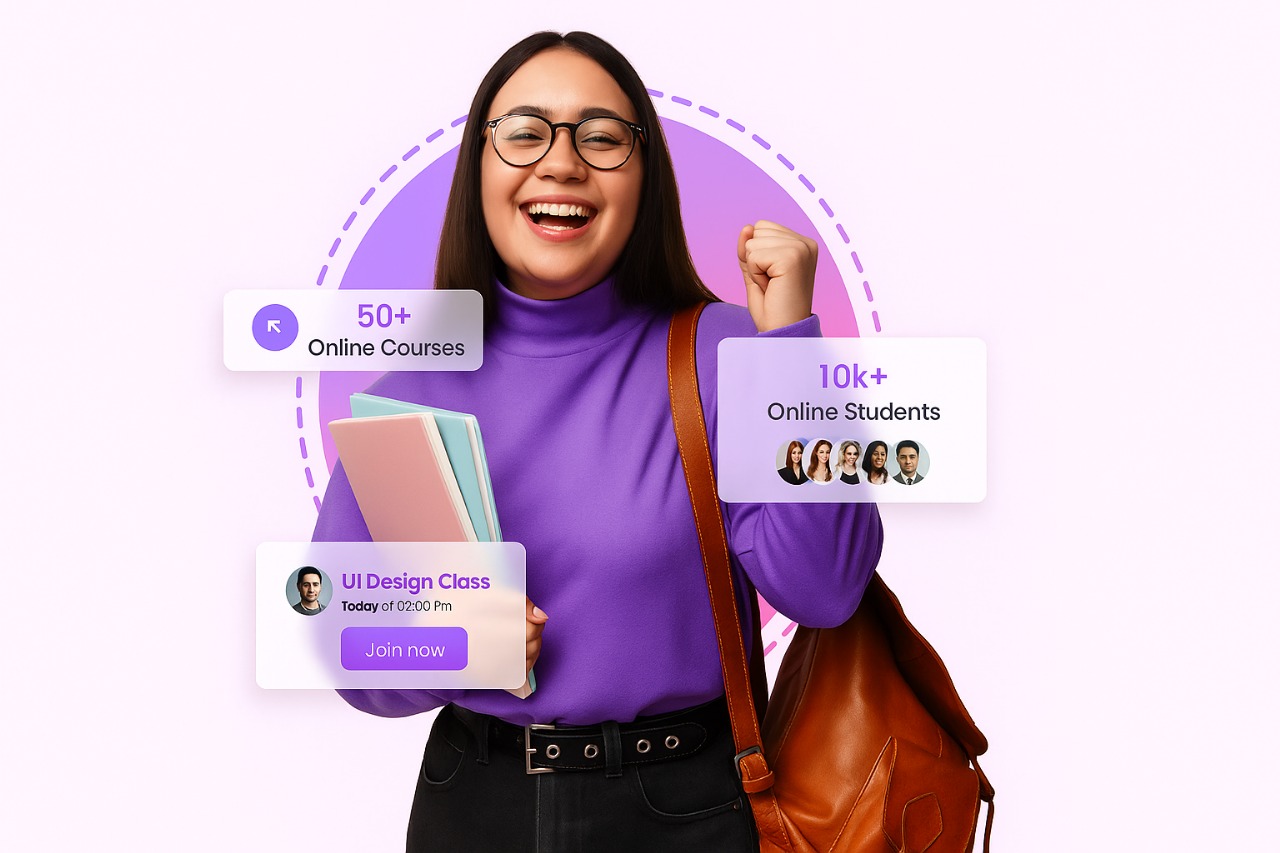 50+
Online Courses
10k+
Online Students
UI Design Class
Today of 02:00 Pm
Join now